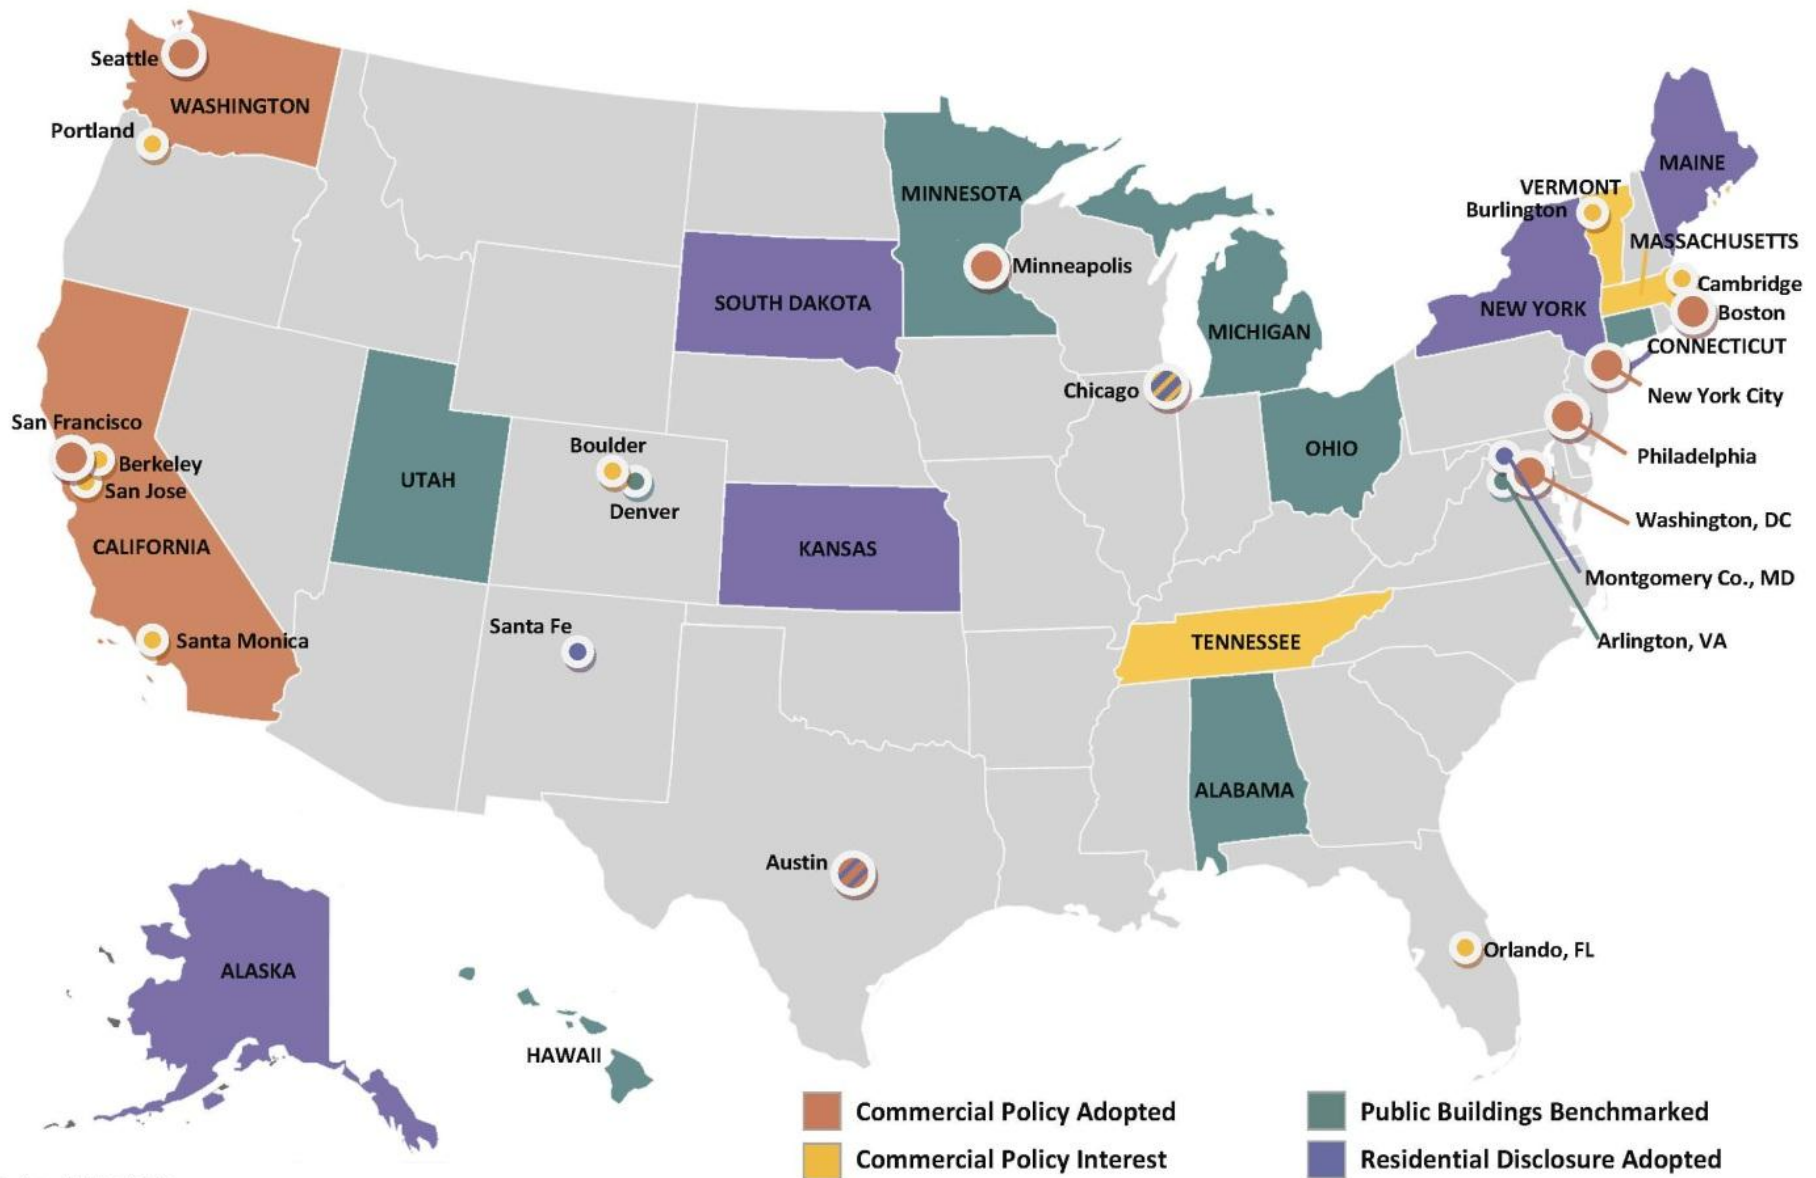 Seattle
WASHINGTON
Portland
MINNESOTA
MAINE
VERMONT
Burlington
MASSACHUSETTS
Minneapolis
Cambridge
SOUTH DAKOTA
NEW YORK
Boston
MICHIGAN
CONNECTICUT
Chicago
New York City
San Francisco
Boulder
OHIO
Philadelphia
Berkeley
UTAH
San Jose
Denver
Washington, DC
CALIFORNIA
KANSAS
Montgomery Co., MD
Santa Fe
Santa Monica
TENNESSEE
Arlington, VA
ALABAMA
Austin
Orlando, FL
ALASKA
HAWAII
Commercial Policy Adopted
Public Buildings Benchmarked
Commercial Policy Interest
Residential Disclosure Adopted